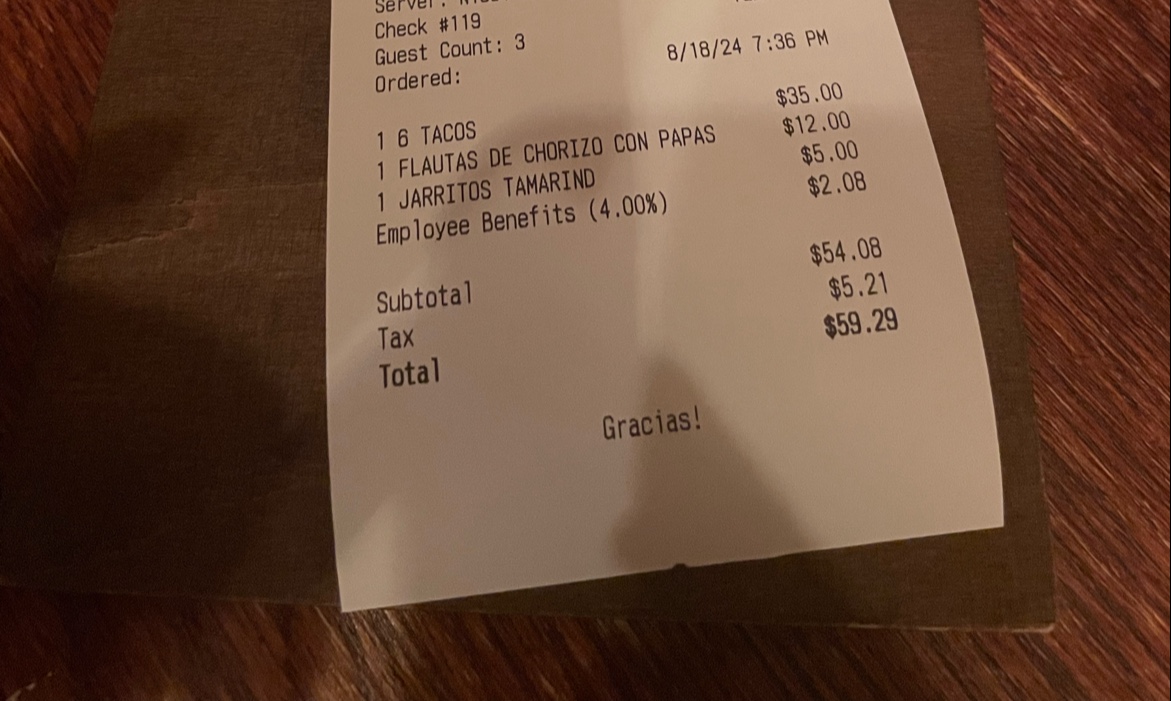 Server:
Check #119
Guest Count: 3
8/18/24 7:36 PM
Ordered:
1 6 TACOS $35.00
1 FLAUTAS DE CHORIZO CON PAPAS $12.00
1 JARRITOS TAMARIND $5.00
Employee Benefits (4.00%) $2.08
Subtotal $54.08
Tax $5.21
Total $59.29
Gracias!